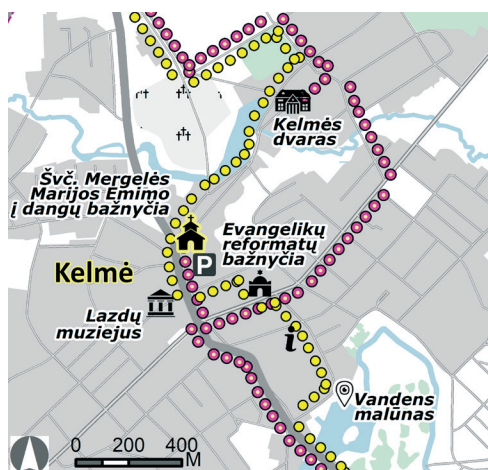 Kelmės
dvaras
Švč. Mergelės
Marijos Ėmimo
į dangų bažnyčia
Evangelikų
reformatų
bažnyčia
P
Kelmė
Lazdų
muziejus
i
Vandens
malūnas
0 200 400
M